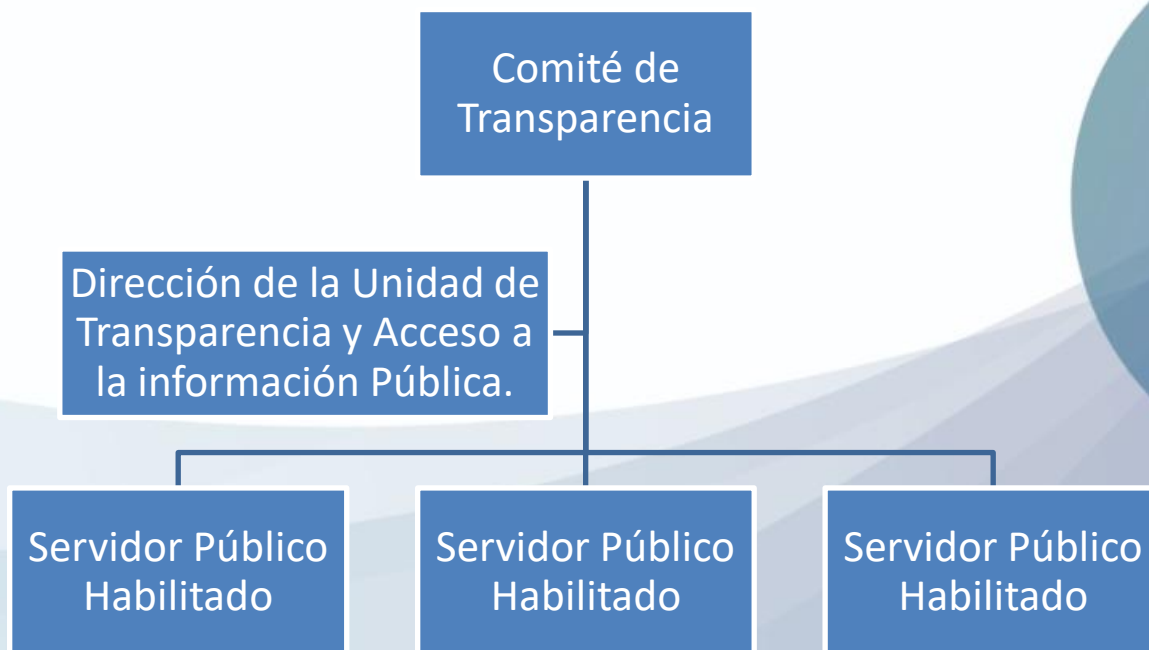 Comité de
Transparencia
Dirección de la Unidad de
Transparencia y Acceso a
la información Pública.
Servidor Público
Habilitado
Servidor Público
Habilitado
Servidor Público
Habilitado